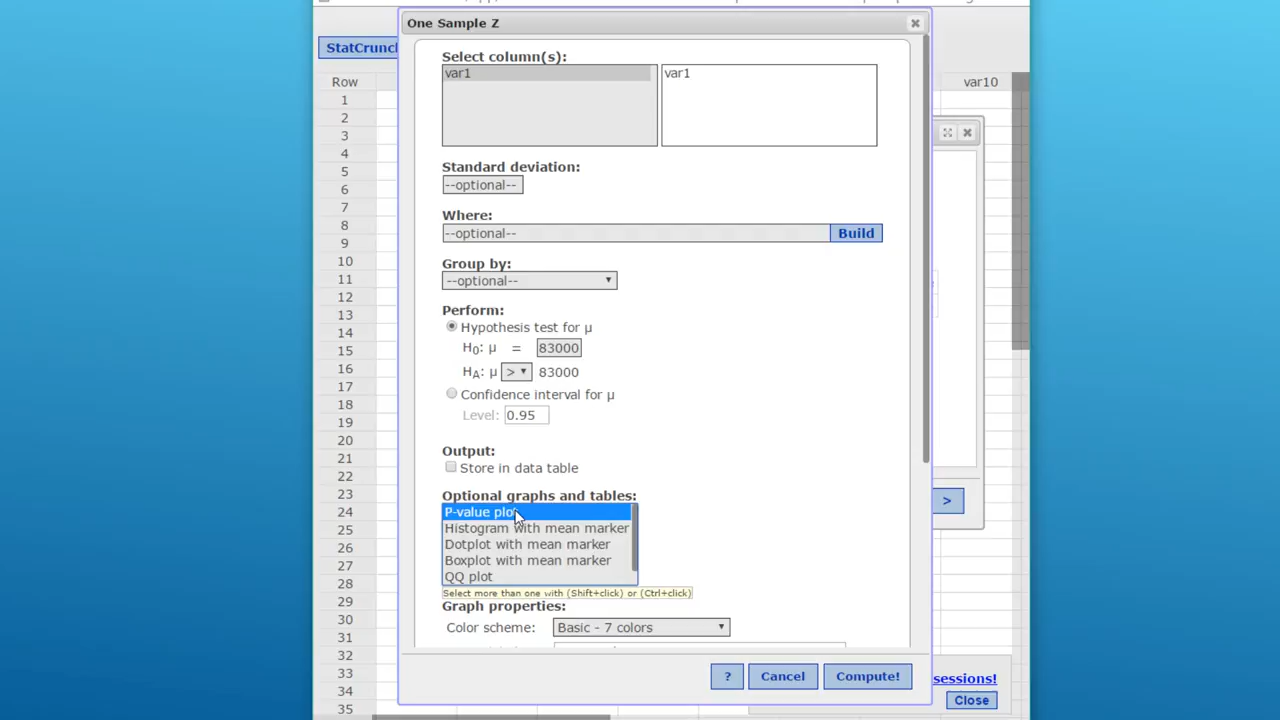 One Sample Z
StatCrunch
Select column(s):
var1
var1
Row
var10
1
2
3
4
5
6
7
8
9
10
11
12
13
14
15
16
17
18
19
20
21
22
23
24
25
26
27
28
29
30
31
32
33
34
35
Standard deviation:
--optional--
Where:
--optional--
Build
Group by:
--optional--
Perform:
Hypothesis test for μ
H0: μ = 83000
HA: μ > 83000
Confidence interval for μ
Level: 0.95
Output:
Store in data table
Optional graphs and tables:
P-value plot
Histogram with mean marker
Dotplot with mean marker
Boxplot with mean marker
QQ plot
Select more than one with (Shift+click) or (Ctrl+click)
Graph properties:
Color scheme: Basic - 7 colors
>
? Cancel Compute!
sessions!
Close